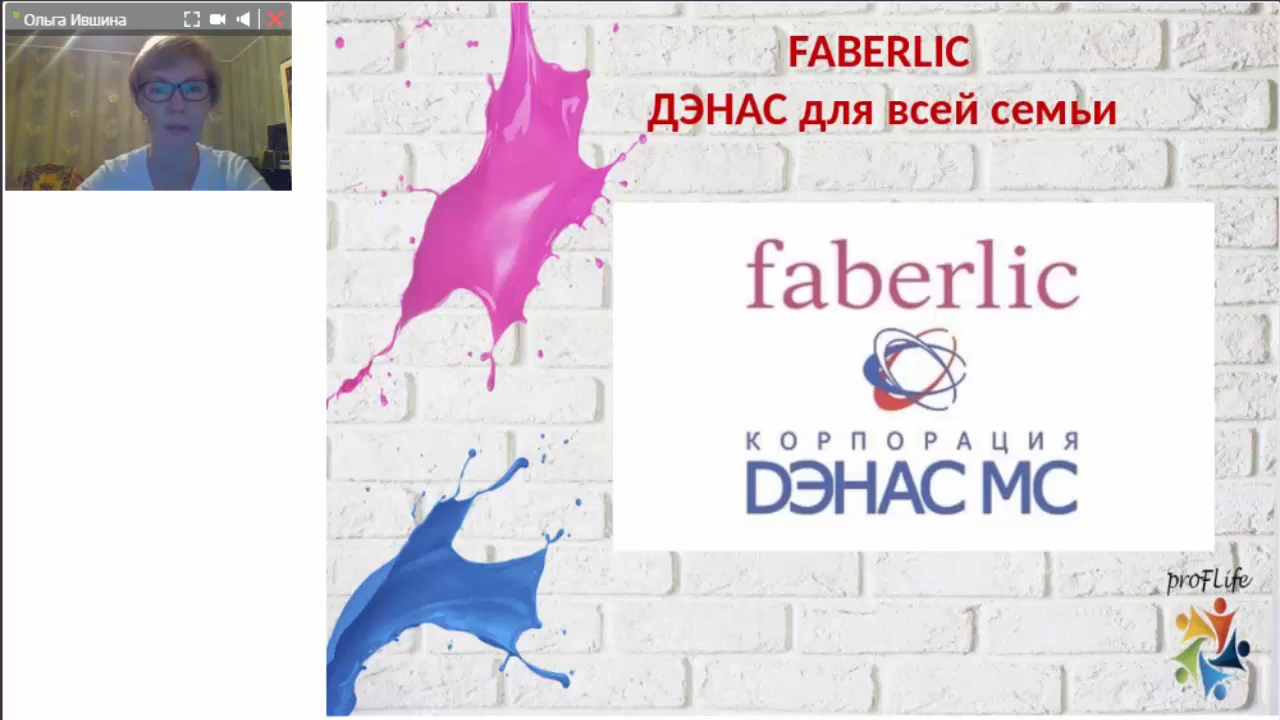 Ольга Ившина
FABERLIC
ДЭНАС для всей семьи
faberlic
КОРПОРАЦИЯ
DЭНАС МС
proFLife